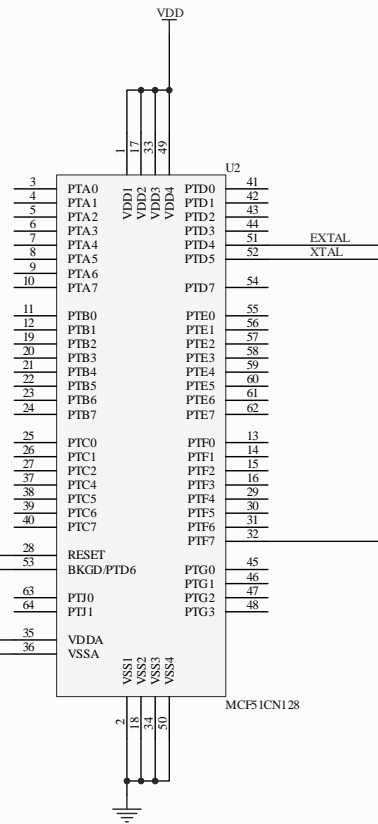 VDD
1 17 33 49
U2
VDD1 VDD2 VDD3 VDD4
3 PTA0 PTD0 41
4 PTA1 PTD1 42
5 PTA2 PTD2 43
6 PTA3 PTD3 44
7 PTA4 PTD4 51 EXTAL
8 PTA5 PTD5 52 XTAL
9 PTA6
10 PTA7 PTD7 54
11 PTB0 PTE0 55
12 PTB1 PTE1 56
19 PTB2 PTE2 57
20 PTB3 PTE3 58
21 PTB4 PTE4 59
22 PTB5 PTE5 60
23 PTB6 PTE6 61
24 PTB7 PTE7 62
25 PTC0 PTF0 13
26 PTC1 PTF1 14
27 PTC2 PTF2 15
37 PTC4 PTF3 16
38 PTC5 PTF4 29
39 PTC6 PTF5 30
40 PTC7 PTF6 31
PTF7 32
28 RESET
53 BKGD/PTD6 PTG0 45
PTG1 46
63 PTJ0 PTG2 47
64 PTJ1 PTG3 48
35 VDDA
36 VSSA
VSS1 VSS2 VSS3 VSS4
MCF51CN128
2 18 34 50